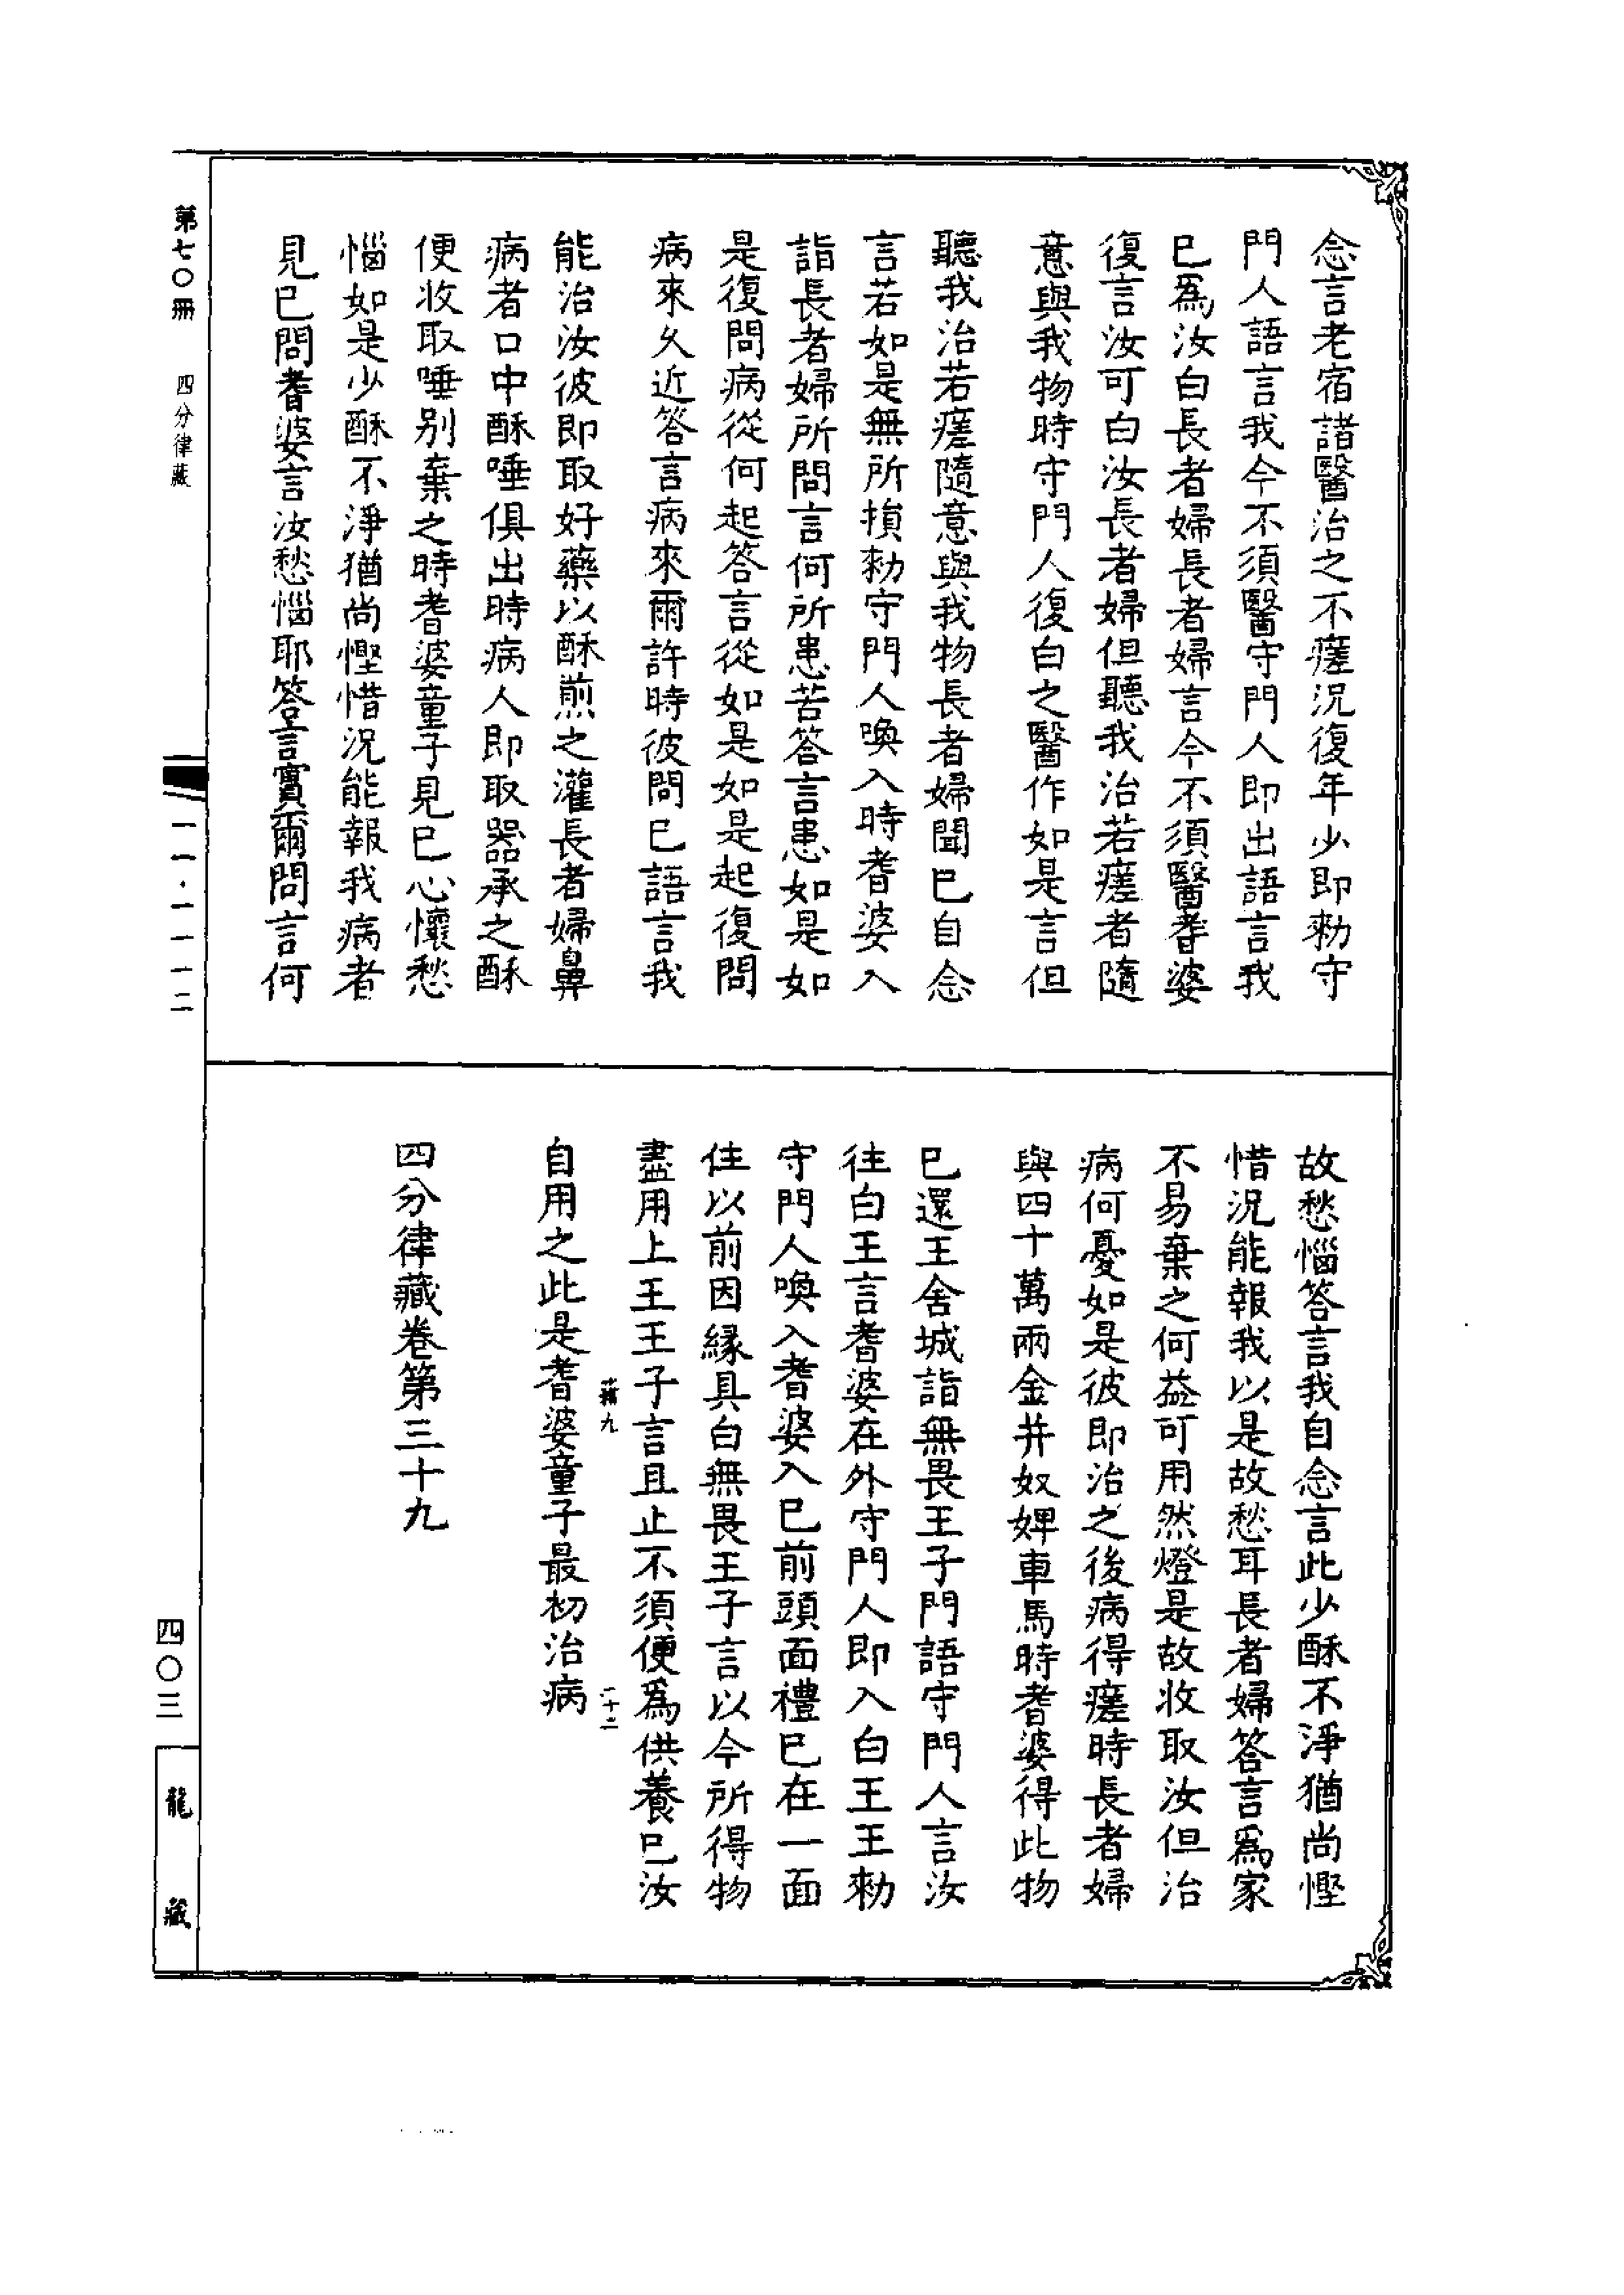 念言老宿諸醫治之不瘥況復年少即勑守
門人語言我今不須醫守門人即出語言我
已爲汝白長者婦長者婦言今不須醫耆婆
復言汝可白汝長者婦但聽我治若瘥者隨
意與我物時守門人復白之醫作如是言但
聽我治若瘥隨意與我物長者婦聞已自念
言若如是無所損勑守門人喚入時耆婆入
詣長者婦所問言何所患苦答言患如是如
是復問病從何起答言從如是如是起復問
病來久近答言病來爾許時彼問已語言我
能治汝彼即取好藥以酥煎之灌長者婦鼻
病者口中酥唾俱出時病人即取器承之酥
便收取唾别棄之時耆婆童子見已心懷愁
惱如是少酥不淨猶尚慳惜況能報我病者
見已問耆婆言汝愁惱耶答言實爾問言何
故愁惱答言我自念言此少酥不淨猶尚慳
惜況能報我以是故愁耳長者婦答言爲家
不易棄之何益可用然燈是故收取汝但治
病何憂如是彼即治之後病得瘥時長者婦
與四十萬兩金并奴婢車馬時耆婆得此物
已還王舍城詣無畏王子門語守門人言汝
往白王言耆婆在外守門人即入白王王勑
守門人喚入耆婆入已前頭面禮已在一面
住以前因緣具白無畏王子言以今所得物
盡用上王王子言且止不須便爲供養已汝
自用之此是耆婆童子最初治病
九 二十二
四分律藏卷第三十九
第七〇冊 四分律藏
一一·一一一二
四〇三
龍藏